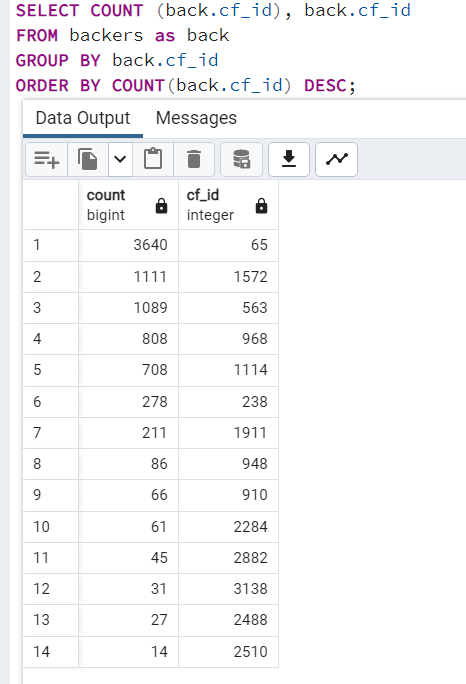 SELECT COUNT (back.cf_id), back.cf_id
FROM backers as back
GROUP BY back.cf_id
ORDER BY COUNT(back.cf_id) DESC;
Data Output Messages
count cf_id
bigint integer
1 3640 65
2 1111 1572
3 1089 563
4 808 968
5 708 1114
6 278 238
7 211 1911
8 86 948
9 66 910
10 61 2284
11 45 2882
12 31 3138
13 27 2488
14 14 2510